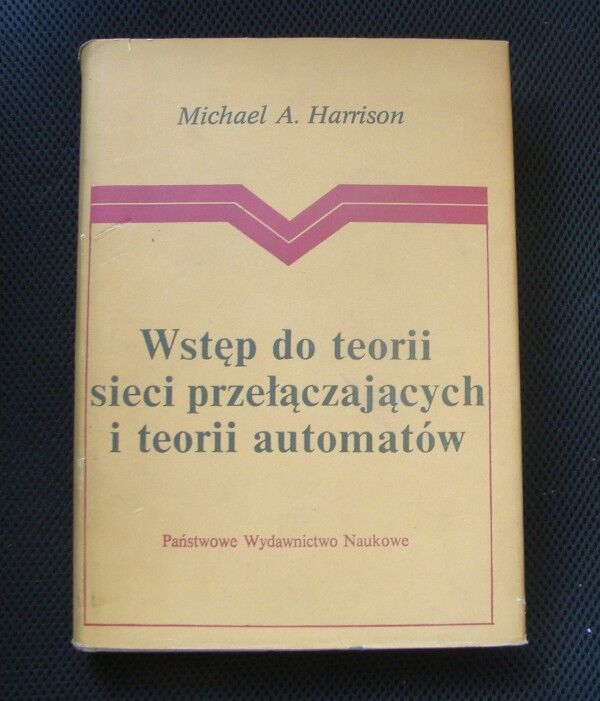 Michael A. Harrison
Wstęp do teorii
sieci przełączających
i teorii automatów
Państwowe Wydawnictwo Naukowe